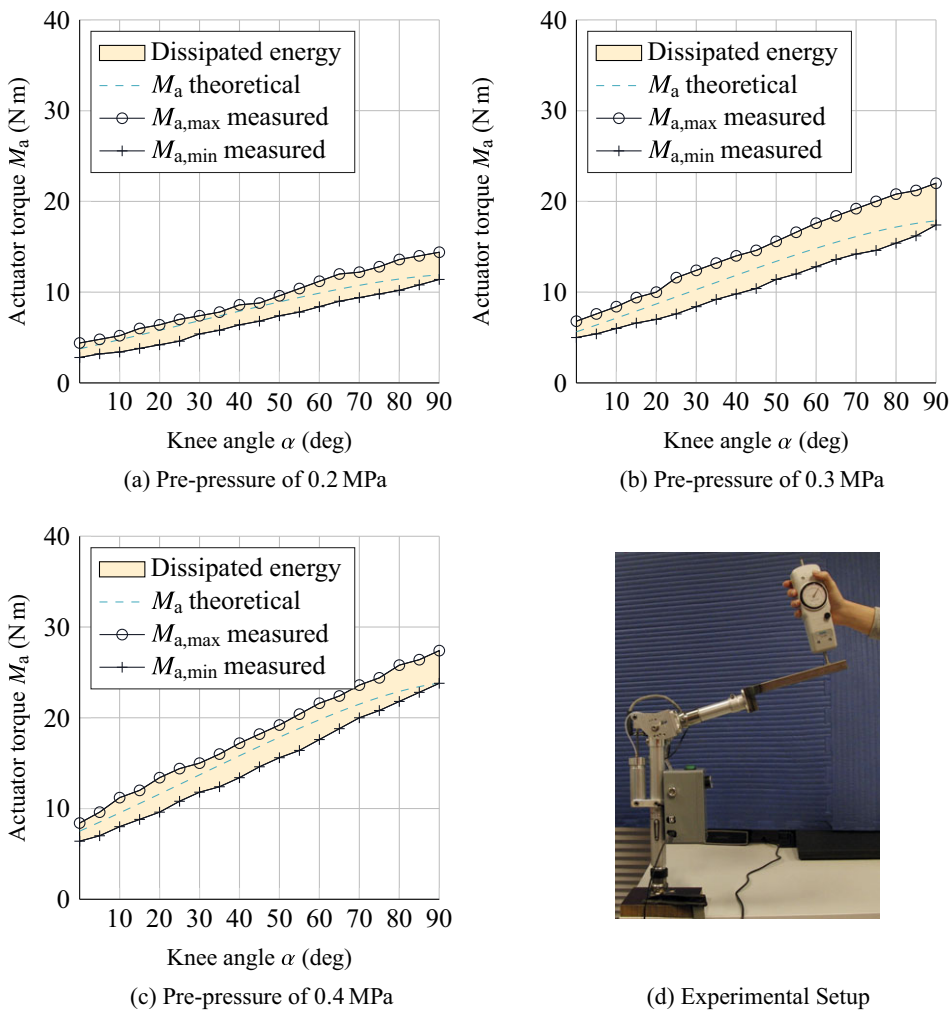 40
30
20
10
0
Actuator torque Ma (N m)
Dissipated energy
Ma theoretical
Ma,max measured
Ma,min measured
10 20 30 40 50 60 70 80 90
Knee angle α (deg)
(a) Pre-pressure of 0.2 MPa
40
30
20
10
0
Actuator torque Ma (N m)
Dissipated energy
Ma theoretical
Ma,max measured
Ma,min measured
10 20 30 40 50 60 70 80 90
Knee angle α (deg)
(b) Pre-pressure of 0.3 MPa
40
30
20
10
0
Actuator torque Ma (N m)
Dissipated energy
Ma theoretical
Ma,max measured
Ma,min measured
10 20 30 40 50 60 70 80 90
Knee angle α (deg)
(c) Pre-pressure of 0.4 MPa
(d) Experimental Setup